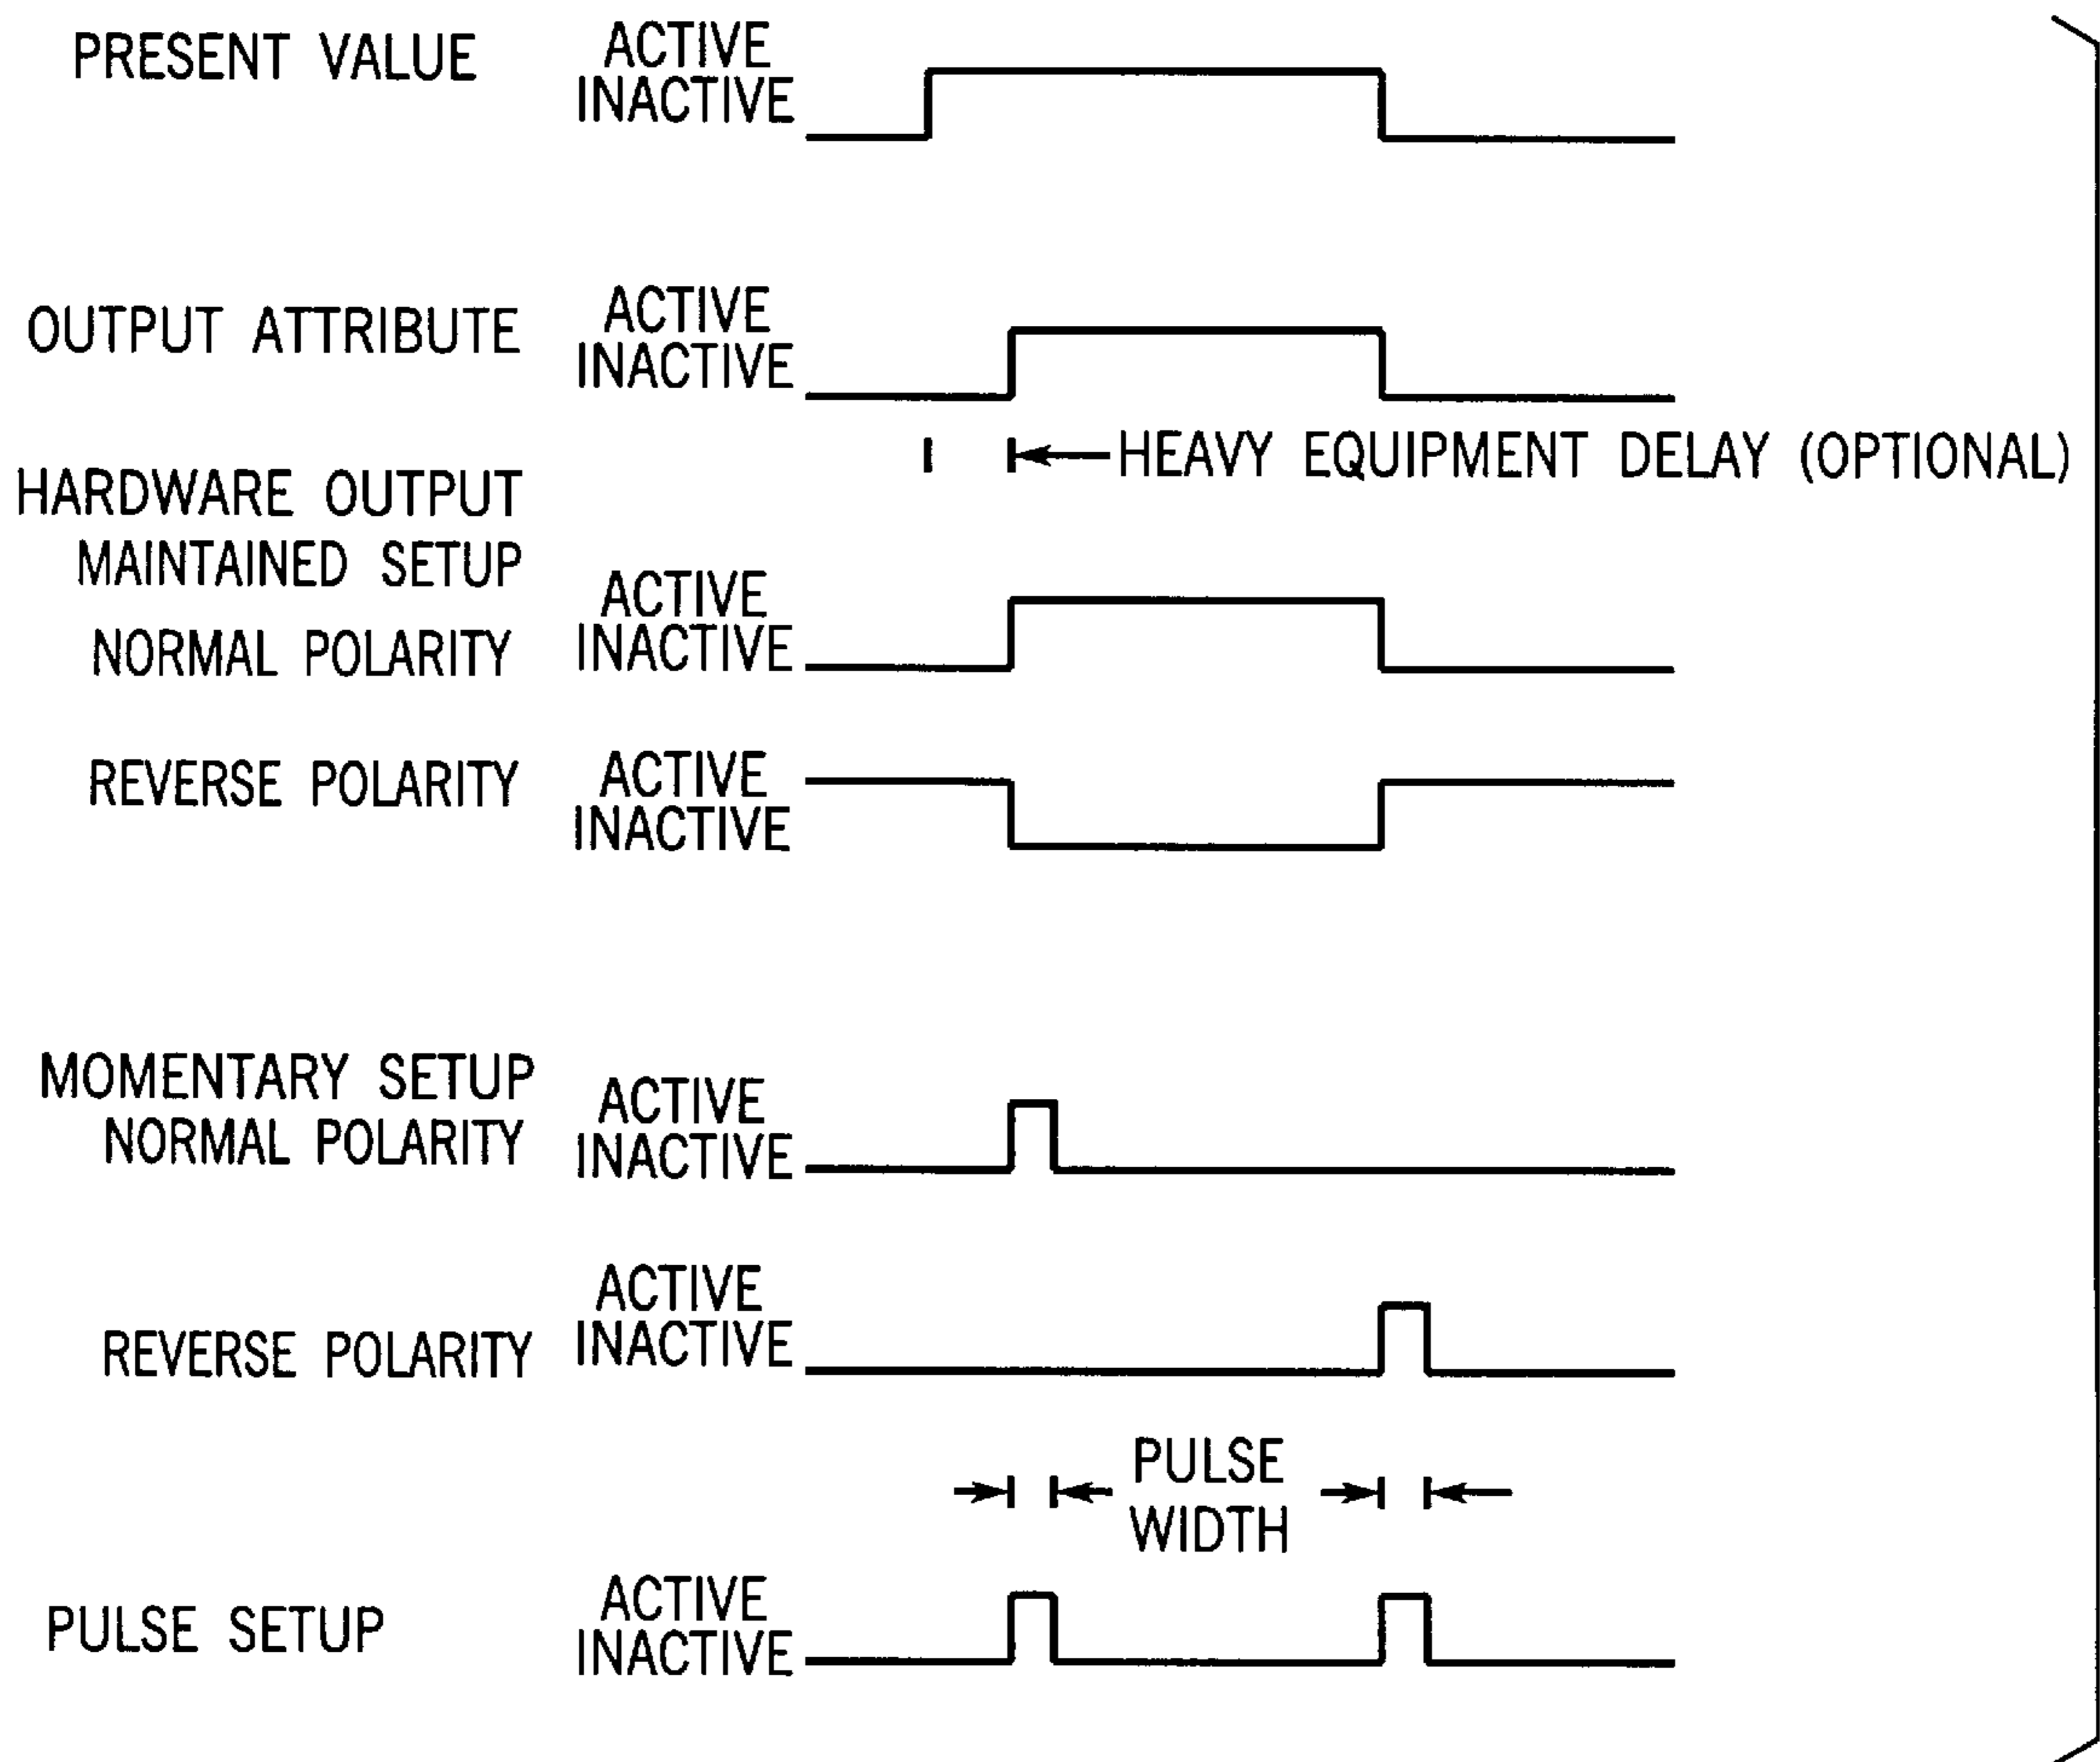 PRESENT VALUE
ACTIVE
INACTIVE
OUTPUT ATTRIBUTE
ACTIVE
INACTIVE
HEAVY EQUIPMENT DELAY (OPTIONAL)
HARDWARE OUTPUT
MAINTAINED SETUP
NORMAL POLARITY
ACTIVE
INACTIVE
REVERSE POLARITY
ACTIVE
INACTIVE
MOMENTARY SETUP
NORMAL POLARITY
ACTIVE
INACTIVE
REVERSE POLARITY
ACTIVE
INACTIVE
PULSE
WIDTH
PULSE SETUP
ACTIVE
INACTIVE